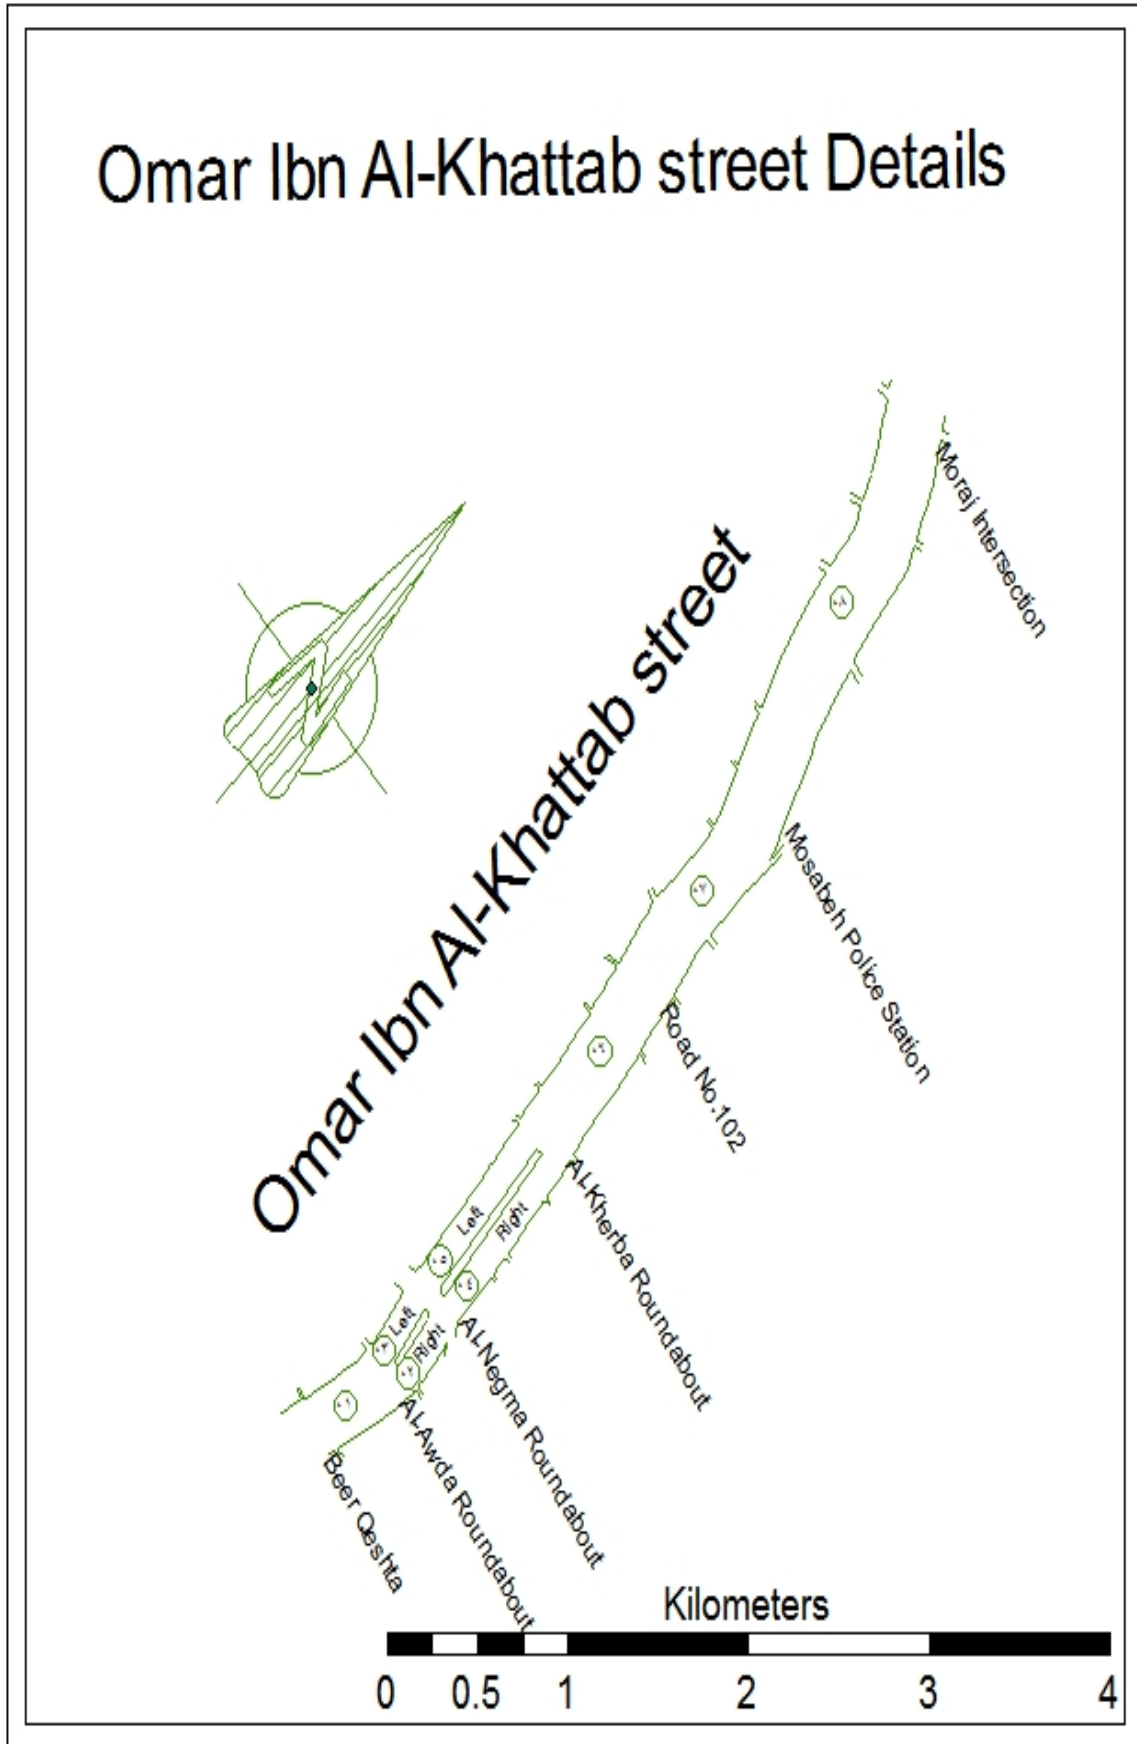 Omar Ibn Al-Khattab street Details
Moraj Intersection
Omar Ibn Al-Khattab street
N
Mosabeh Police Station
Road No.102
Al-Kherba Roundabout
Left
Right
Left
Right
Al-Negma Roundabout
Al-Awda Roundabout
Beer Qeshta
Kilometers
0 0.5 1 2 3 4